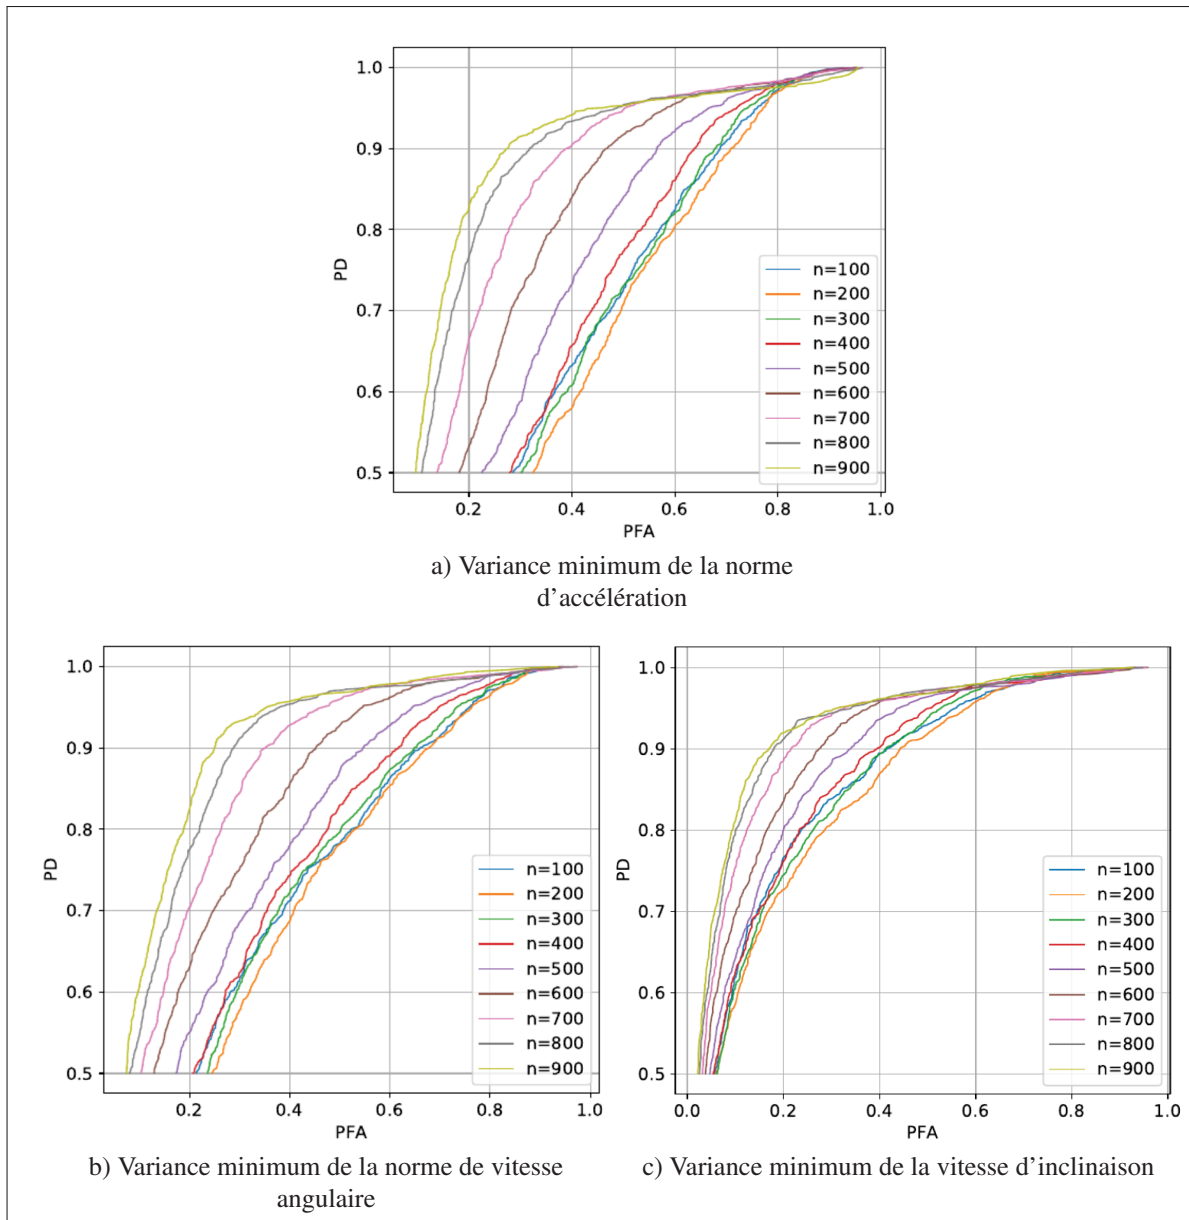 1.0
0.9
0.8
0.7
0.6
0.5
PD
0.2 0.4 0.6 0.8 1.0
PFA
n=100
n=200
n=300
n=400
n=500
n=600
n=700
n=800
n=900
a) Variance minimum de la norme
d’accélération
1.0
0.9
0.8
0.7
0.6
0.5
PD
0.2 0.4 0.6 0.8 1.0
PFA
n=100
n=200
n=300
n=400
n=500
n=600
n=700
n=800
n=900
b) Variance minimum de la norme de vitesse
angulaire
1.0
0.9
0.8
0.7
0.6
0.5
PD
0.0 0.2 0.4 0.6 0.8 1.0
PFA
n=100
n=200
n=300
n=400
n=500
n=600
n=700
n=800
n=900
c) Variance minimum de la vitesse d’inclinaison